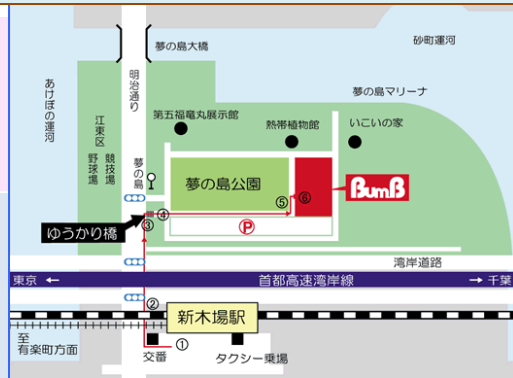 夢の島大橋
砂町運河
明治通り
あけぼの運河
夢の島マリーナ
江東区
野球場
競技場
第五福竜丸展示館
熱帯植物館
いこいの家
夢の島
夢の島公園
⑤
⑥
BumB
④
③
ゆうかり橋
P
湾岸道路
東京 ←
首都高速湾岸線
→ 千葉
②
新木場駅
至
有楽町方面
①
交番
タクシー乗場